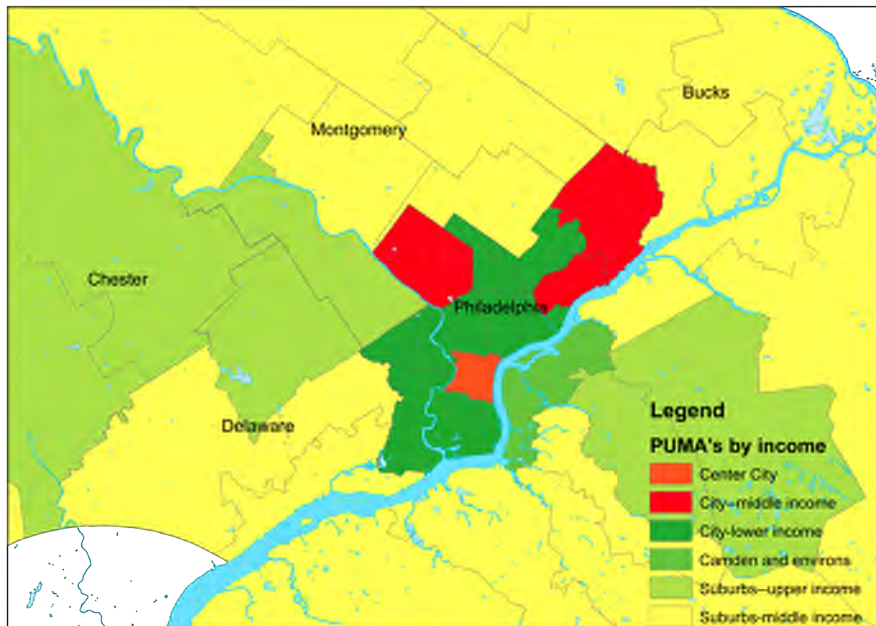 Bucks
Montgomery
Chester
Philadelphia
Delaware
Legend
PUMA's by income
Center City
City--middle income
City-lower income
Camden and environs
Suburbs--upper income
Suburbs-middle income